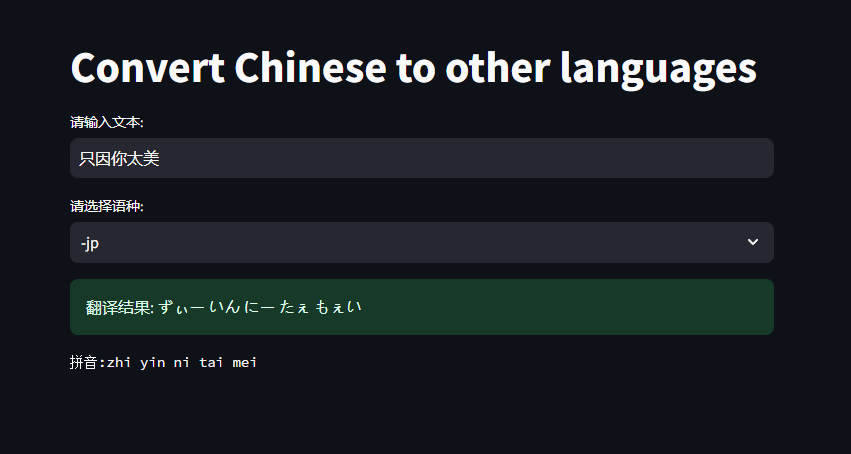 Convert Chinese to other languages
请输入文本:
只因你太美
请选择语种:
-jp
翻译结果: ずぃーいんにーたぇもぇい
拼音:zhi yin ni tai mei